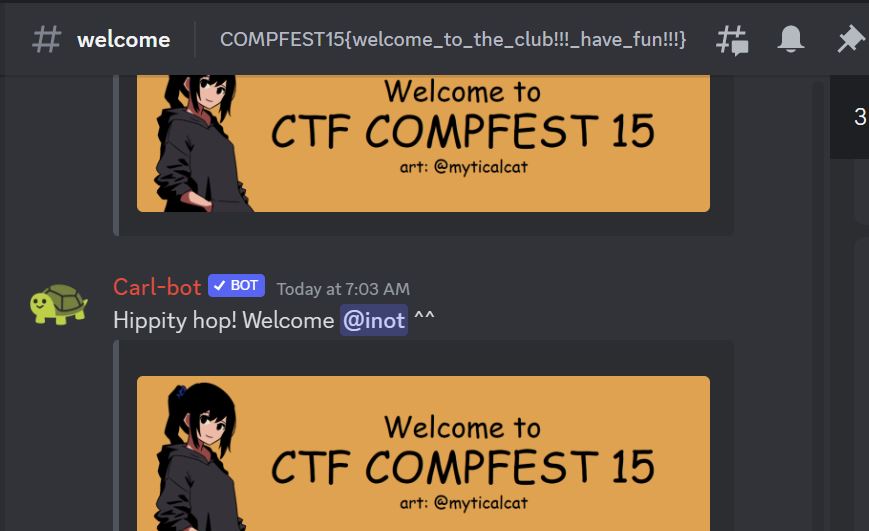 # welcome COMPFEST15{welcome_to_the_club!!!_have_fun!!!}
3
Welcome to
CTF COMPFEST 15
art: @myticalcat
Carl-bot ✓ BOT Today at 7:03 AM
Hippity hop! Welcome @inot ^^
Welcome to
CTF COMPFEST 15
art: @myticalcat